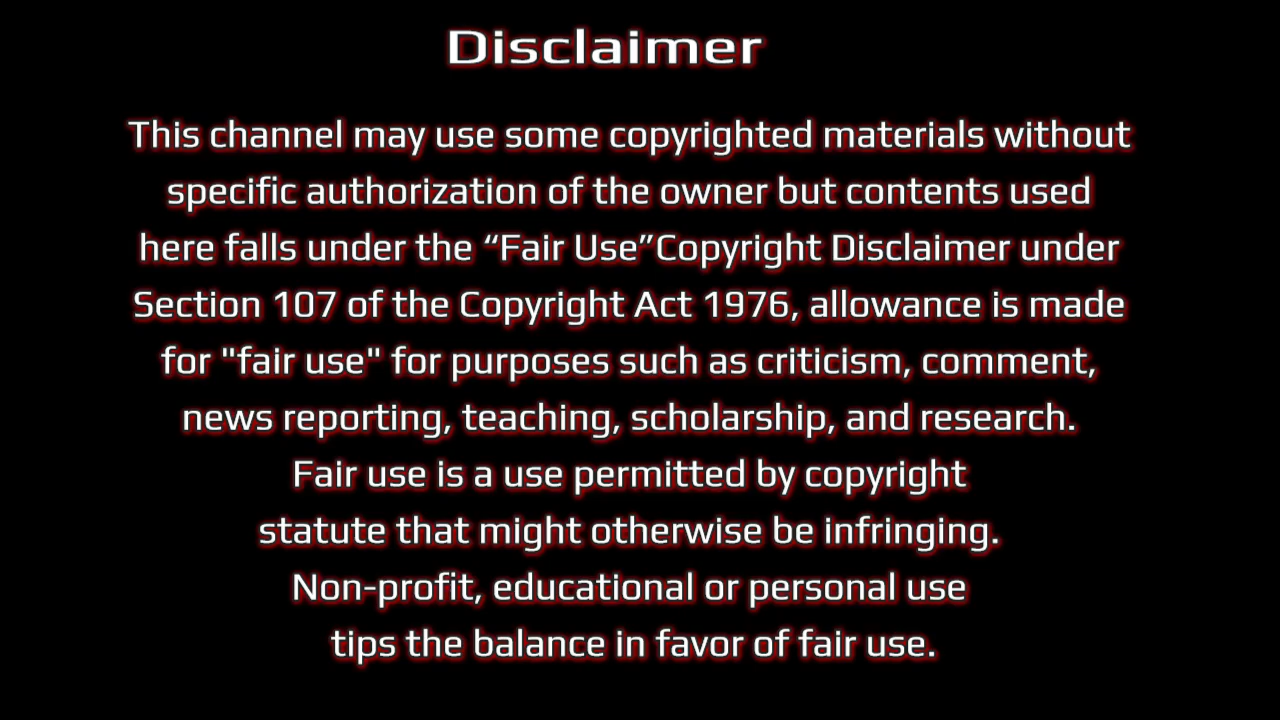 Disclaimer
This channel may use some copyrighted materials without
specific authorization of the owner but contents used
here falls under the “Fair Use”Copyright Disclaimer under
Section 107 of the Copyright Act 1976, allowance is made
for "fair use" for purposes such as criticism, comment,
news reporting, teaching, scholarship, and research.
Fair use is a use permitted by copyright
statute that might otherwise be infringing.
Non-profit, educational or personal use
tips the balance in favor of fair use.